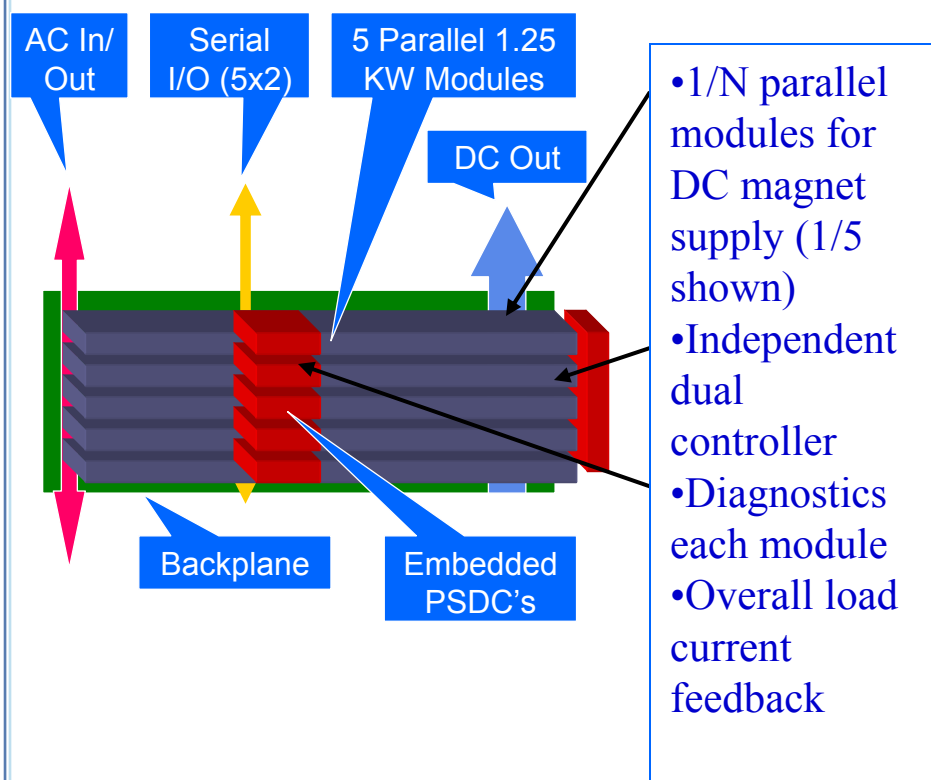 AC In/
Out
Serial
I/O (5x2)
5 Parallel 1.25
KW Modules
DC Out
Backplane
Embedded
PSDC's
•1/N parallel
modules for
DC magnet
supply (1/5
shown)
•Independent
dual
controller
•Diagnostics
each module
•Overall load
current
feedback